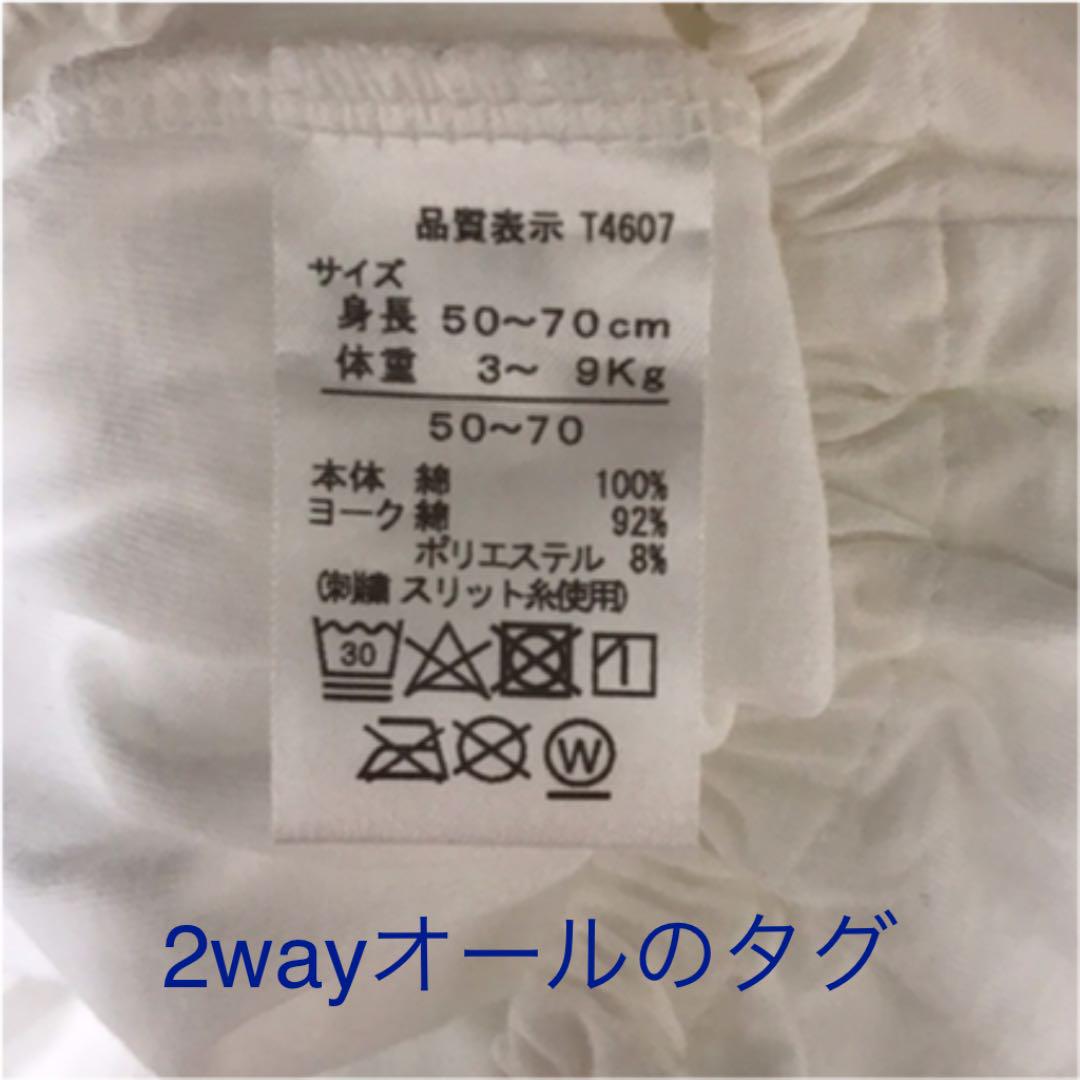 品質表示 T4607
サイズ
身長 50～70cm
体重 3～ 9Kg
50～70
本体 綿 100%
ヨーク 綿 92%
ポリエステル 8%
(刺繍 スリット糸使用)
30
W
2wayオールのタグ